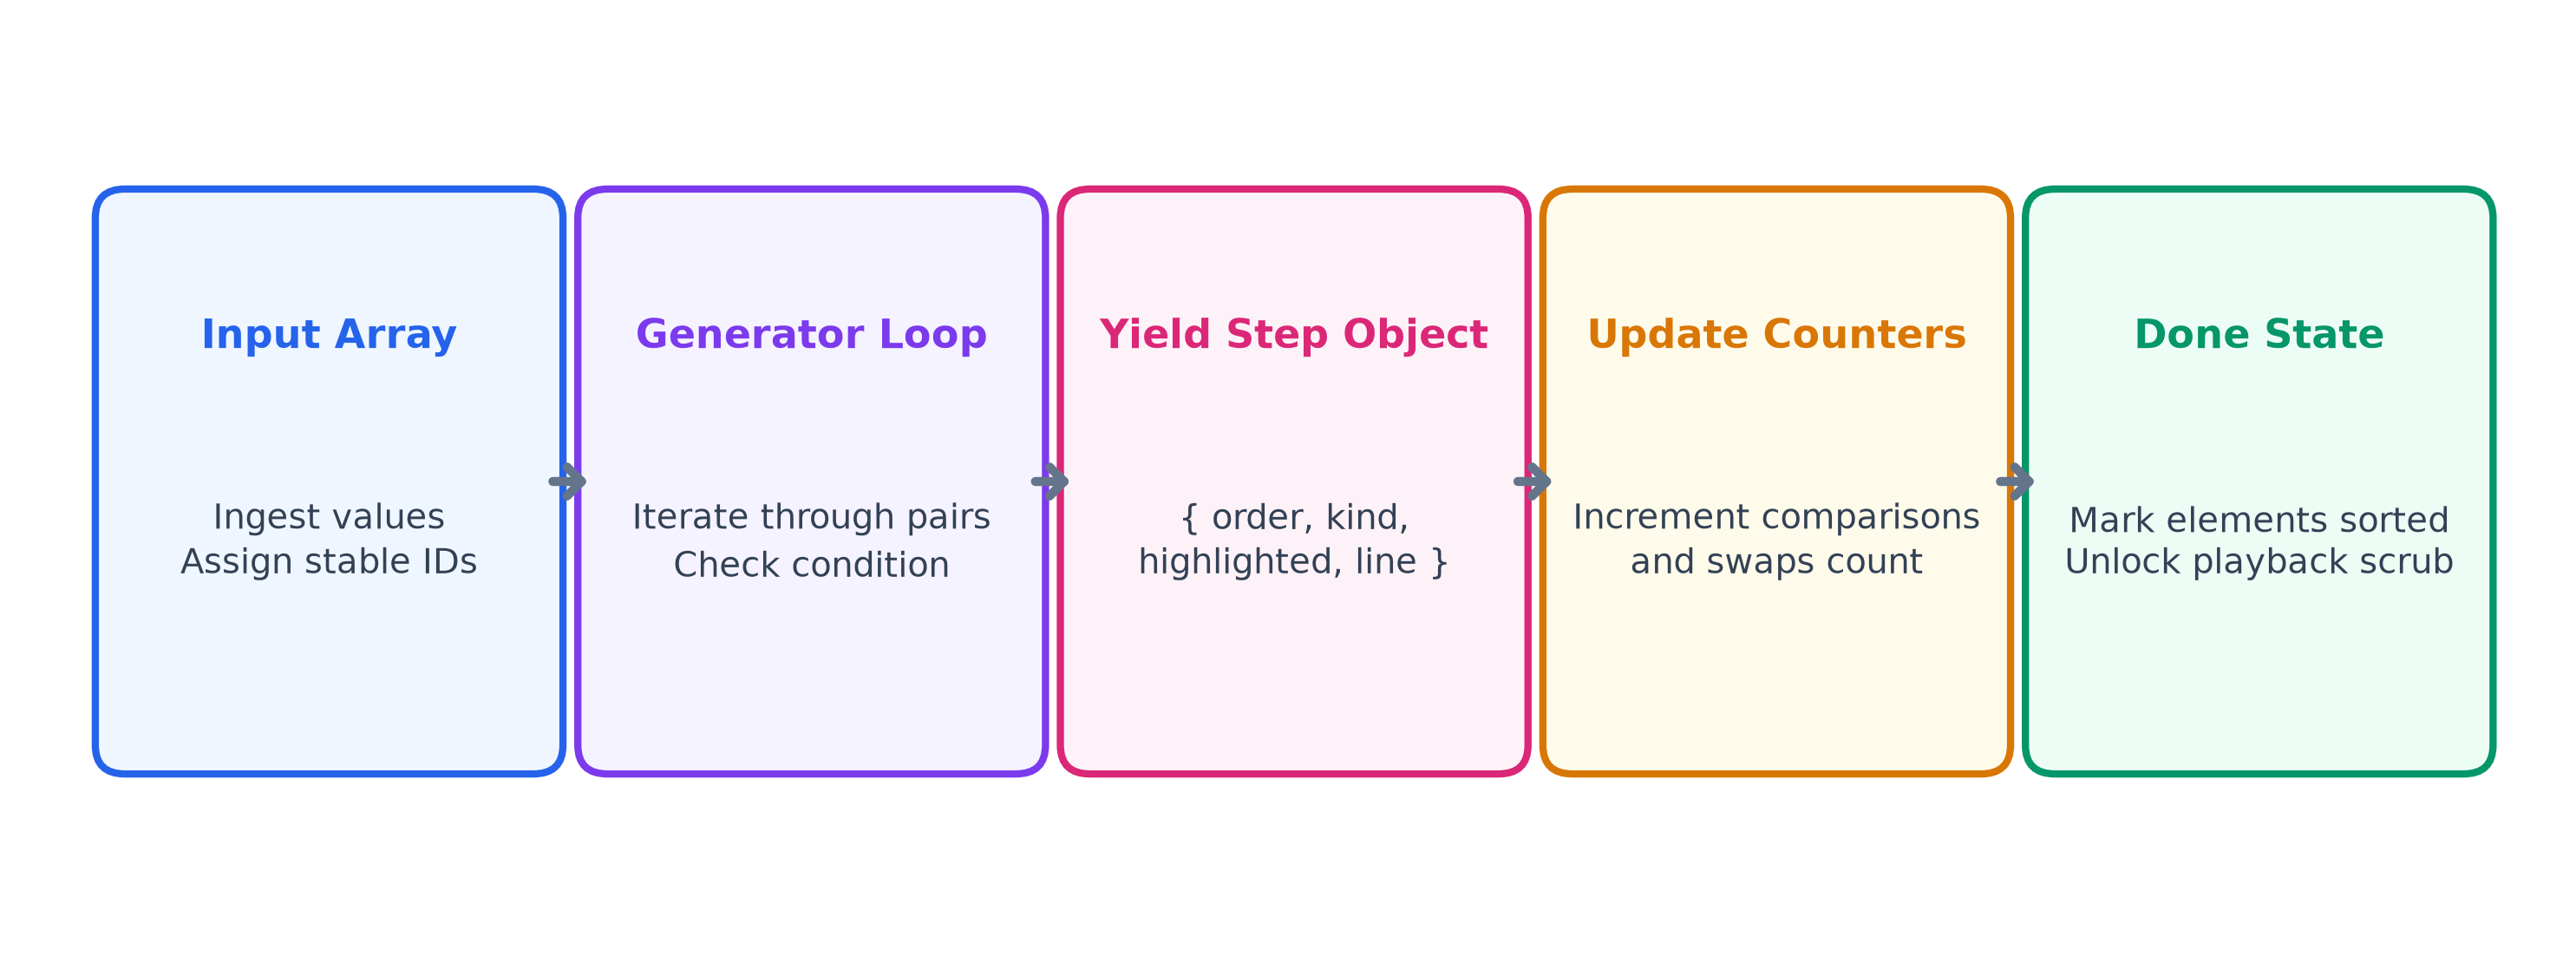 Input Array
Ingest values
Assign stable IDs
Generator Loop
Iterate through pairs
Check condition
Yield Step Object
{ order, kind,
highlighted, line }
Update Counters
Increment comparisons
and swaps count
Done State
Mark elements sorted
Unlock playback scrub